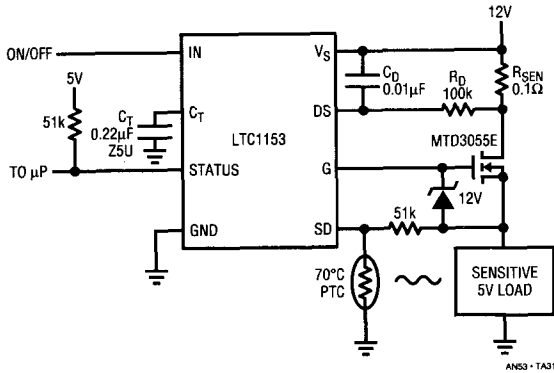 12V
ON/OFF
IN
VS
5V
CD
0.01μF
RD
100k
RSEN
0.1Ω
51k
CT
0.22μF
Z5U
CT
DS
LTC1153
MTD3055E
TO μP
STATUS
G
12V
GND
SD
51k
70°C
PTC
SENSITIVE
5V LOAD
AN53 • TA31